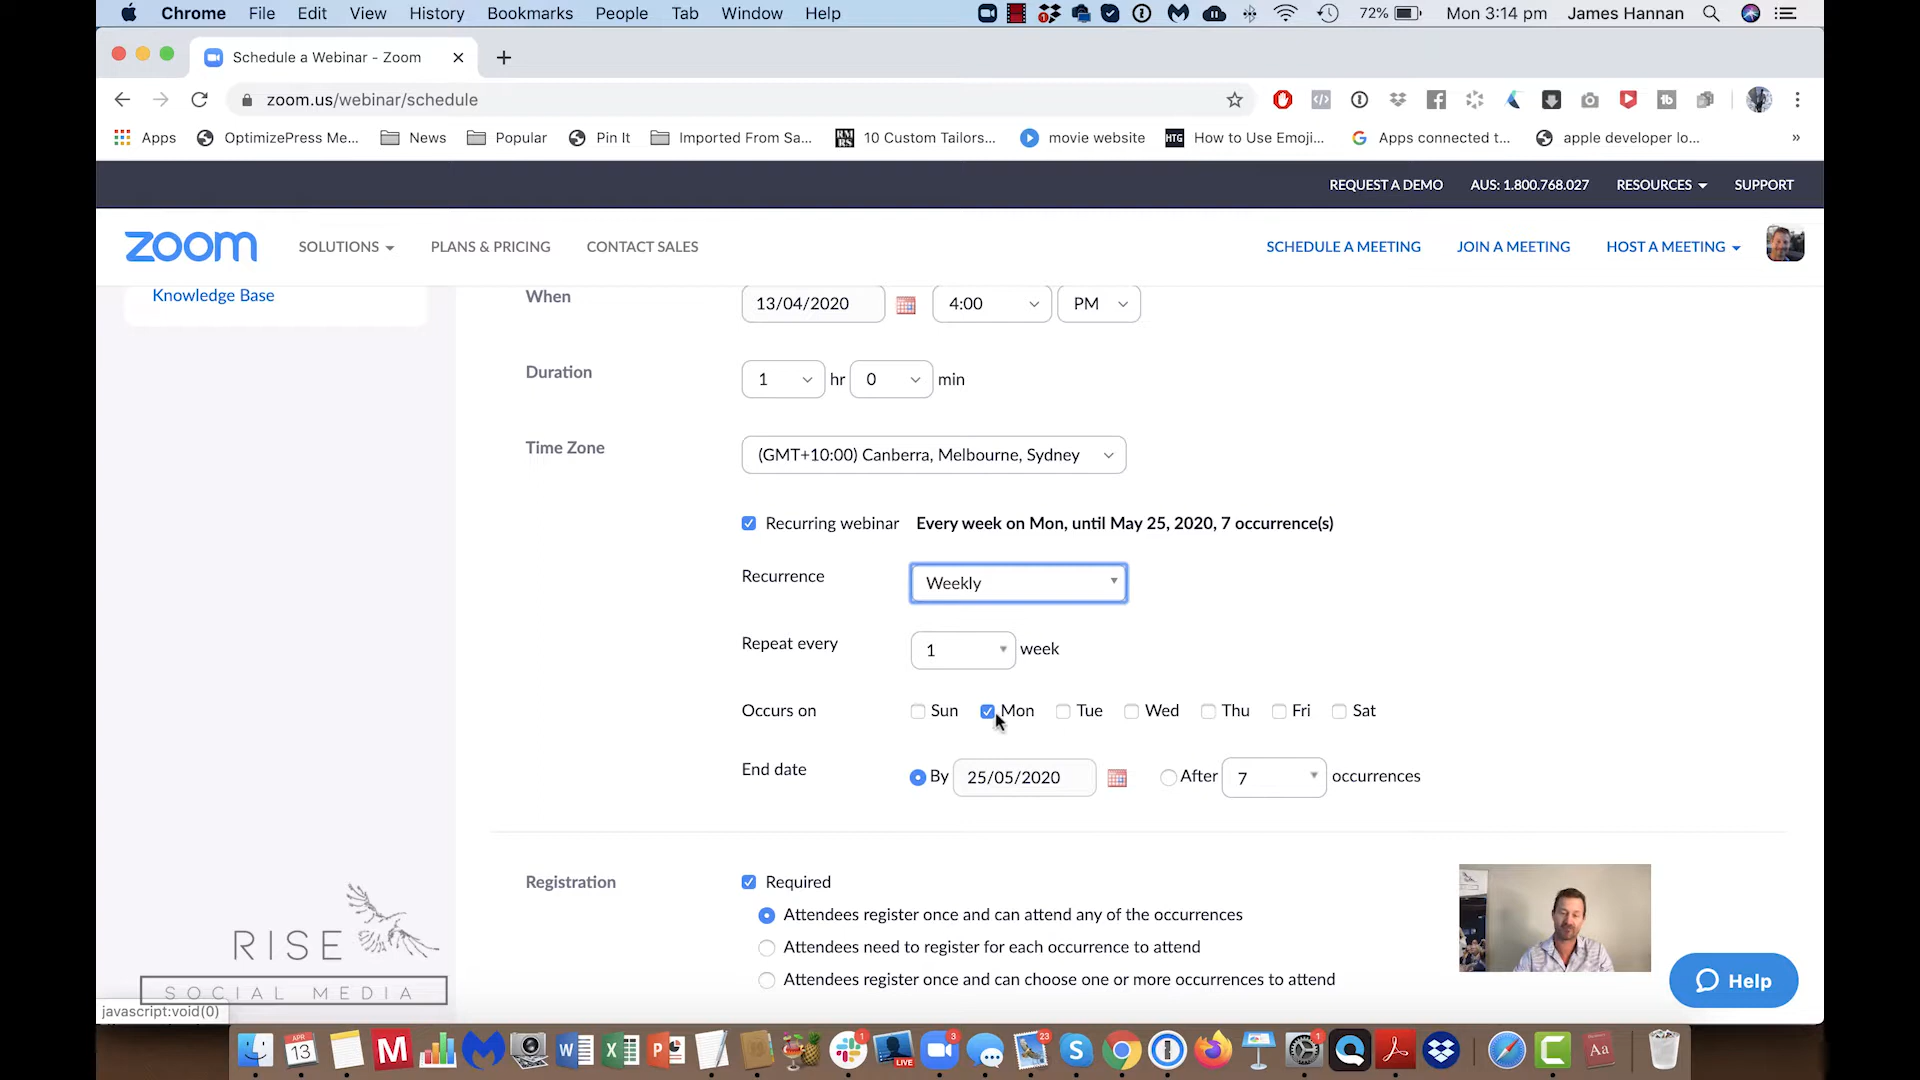 Chrome File Edit View History Bookmarks People Tab Window Help 72% Mon 3:14 pm James Hannan
Schedule a Webinar - Zoom
zoom.us/webinar/schedule
Apps OptimizePress Me... News Popular Pin It Imported From Sa... 10 Custom Tailors... movie website HTG How to Use Emoji... Apps connected t... apple developer lo... »
REQUEST A DEMO AUS: 1.800.768.027 RESOURCES SUPPORT
zoom SOLUTIONS PLANS & PRICING CONTACT SALES SCHEDULE A MEETING JOIN A MEETING HOST A MEETING
Knowledge Base
When 13/04/2020 4:00 PM
Duration 1 hr 0 min
Time Zone (GMT+10:00) Canberra, Melbourne, Sydney
Recurring webinar Every week on Mon, until May 25, 2020, 7 occurrence(s)
Recurrence Weekly
Repeat every 1 week
Occurs on Sun Mon Tue Wed Thu Fri Sat
End date By 25/05/2020 After 7 occurrences
Registration Required
Attendees register once and can attend any of the occurrences
Attendees need to register for each occurrence to attend
Attendees register once and can choose one or more occurrences to attend
RISE
SOCIAL MEDIA
Help
javascript:void(0)